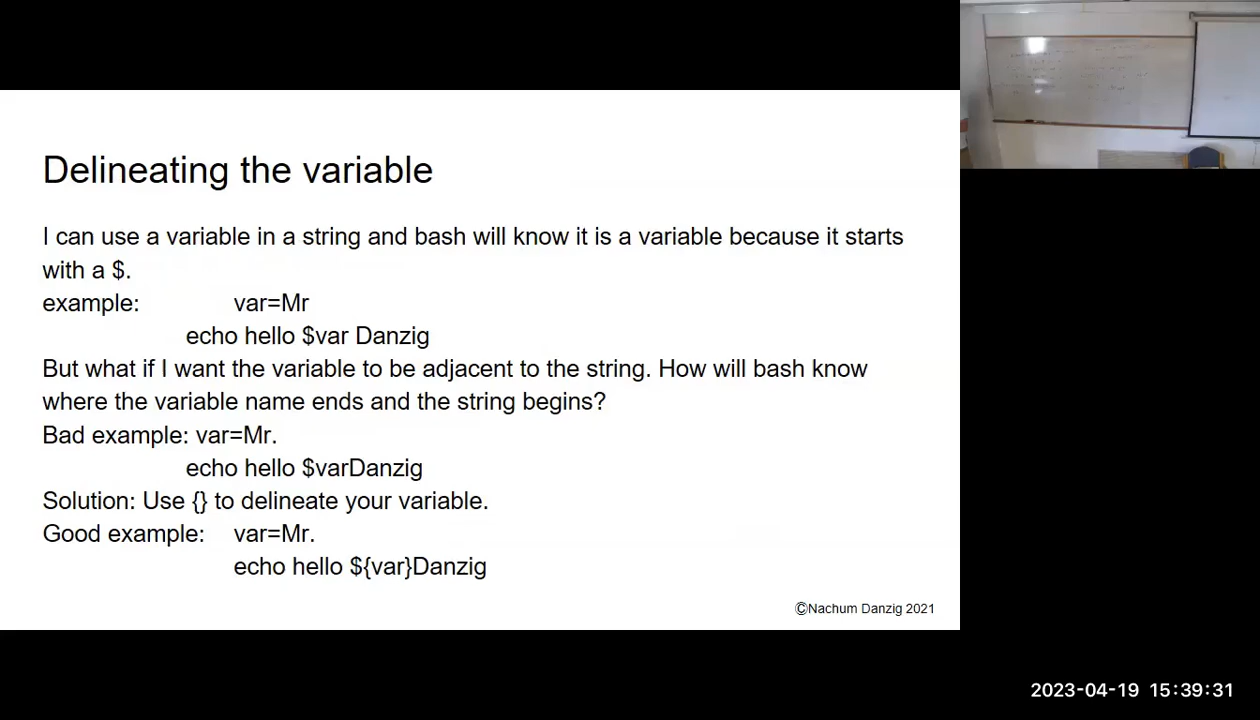 Delineating the variable
I can use a variable in a string and bash will know it is a variable because it starts
with a $.
example: var=Mr
echo hello $var Danzig
But what if I want the variable to be adjacent to the string. How will bash know
where the variable name ends and the string begins?
Bad example: var=Mr.
echo hello $varDanzig
Solution: Use {} to delineate your variable.
Good example: var=Mr.
echo hello ${var}Danzig
©Nachum Danzig 2021
2023-04-19 15:39:31